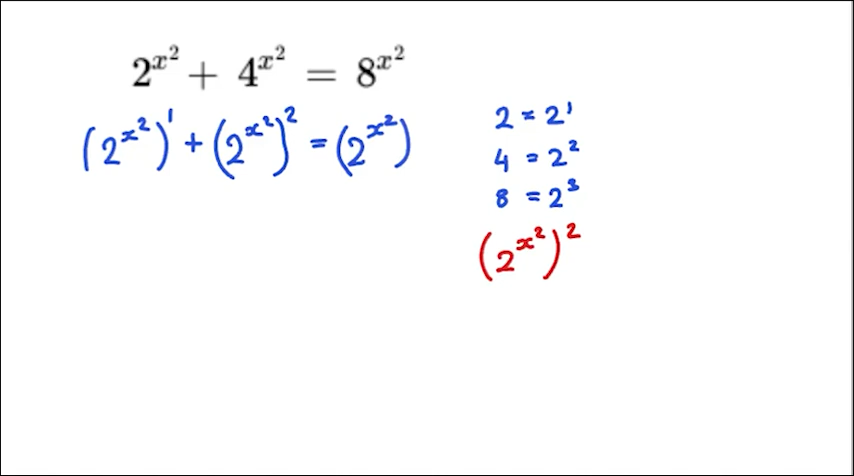 2^{x^2} + 4^{x^2} = 8^{x^2}
(2^{x^2})^1 + (2^{x^2})^2 = (2^{x^2})
2 = 2^1
4 = 2^2
8 = 2^3
(2^{x^2})^2